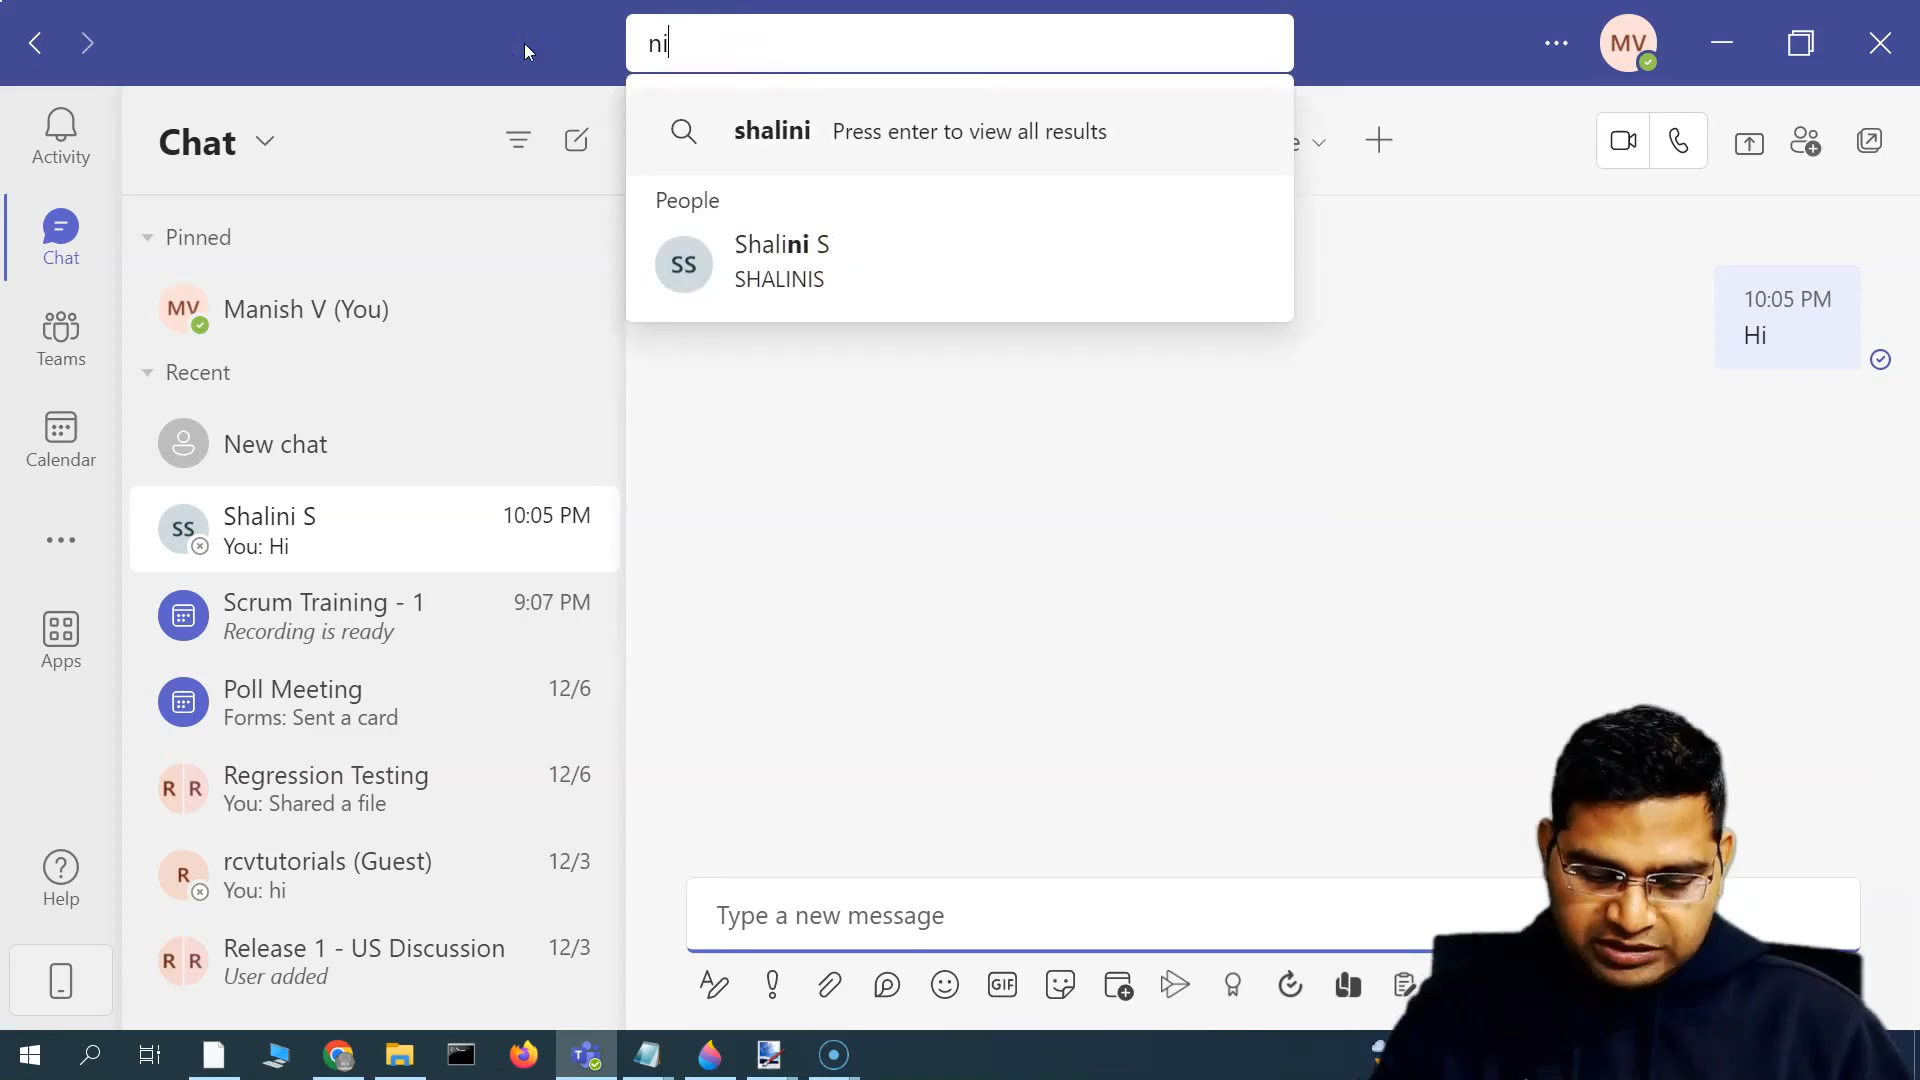 ni
MV
Activity
Chat
Teams
Calendar
Apps
Help
Chat
Pinned
MV
Manish V (You)
Recent
New chat
SS
Shalini S
10:05 PM
You: Hi
Scrum Training - 1
9:07 PM
Recording is ready
Poll Meeting
12/6
Forms: Sent a card
R R
Regression Testing
12/6
You: Shared a file
R
rcvtutorials (Guest)
12/3
You: hi
R R
Release 1 - US Discussion
12/3
User added
shalini Press enter to view all results
People
SS
Shalini S
SHALINIS
e
10:05 PM
Hi
Type a new message
GIF